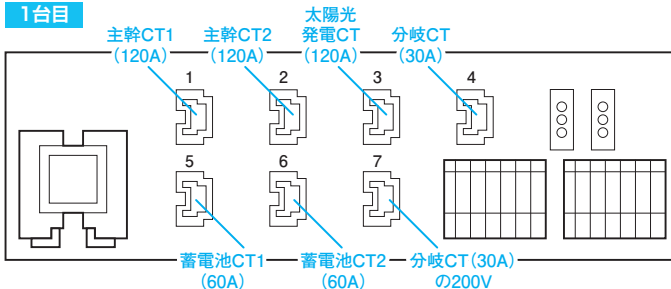 1台目
主幹CT1
(120A)
主幹CT2
(120A)
太陽光
発電CT
(120A)
分岐CT
(30A)
1
2
3
4
5
6
7
蓄電池CT1
(60A)
蓄電池CT2
(60A)
分岐CT(30A)
の200V